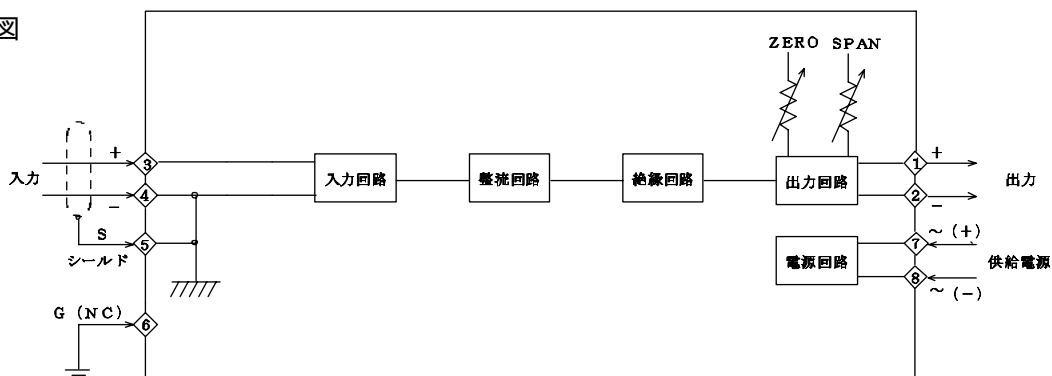 図
ZERO SPAN
入力
+
-
3
4
S
シールド
5
G (NC)
6
入力回路
整流回路
絶縁回路
出力回路
電源回路
1
+
2
-
出力
7
~ (+)
8
~ (-)
供給電源